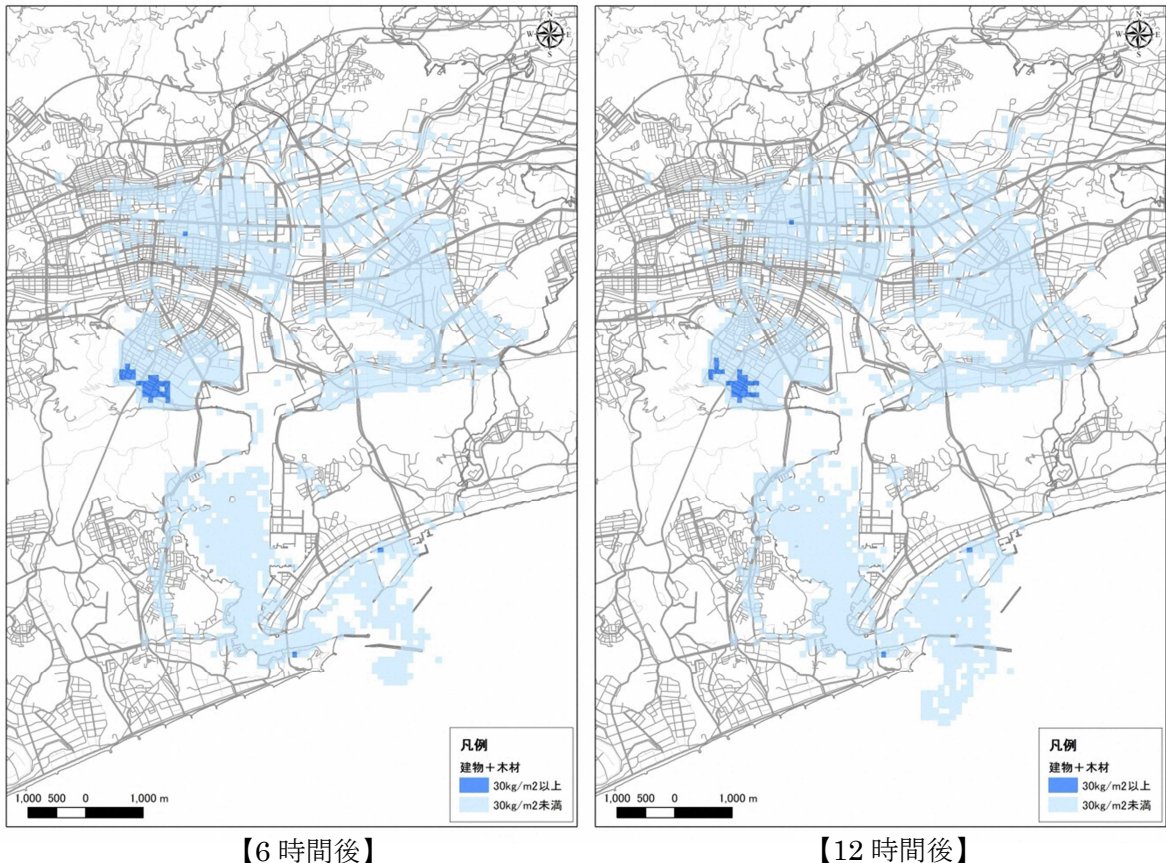 N
W E
S
凡例
建物＋木材
30kg/m2以上
30kg/m2未満
1,000 500 0 1,000 m
【6 時間後】
N
W E
S
凡例
建物＋木材
30kg/m2以上
30kg/m2未満
1,000 500 0 1,000 m
【12 時間後】